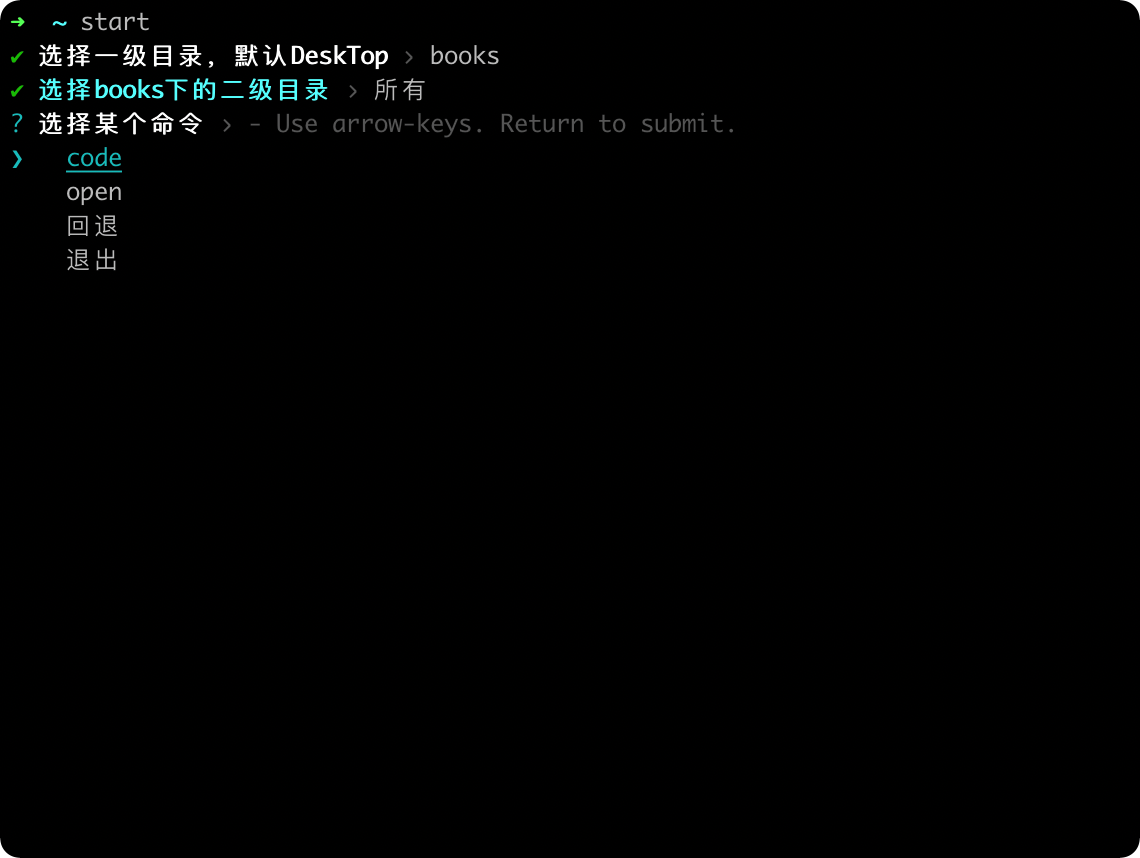 ➜  ~ start
✔ 选择一级目录，默认DeskTop › books
✔ 选择books下的二级目录 › 所有
? 选择某个命令 › - Use arrow-keys. Return to submit.
❯ code
open
回退
退出